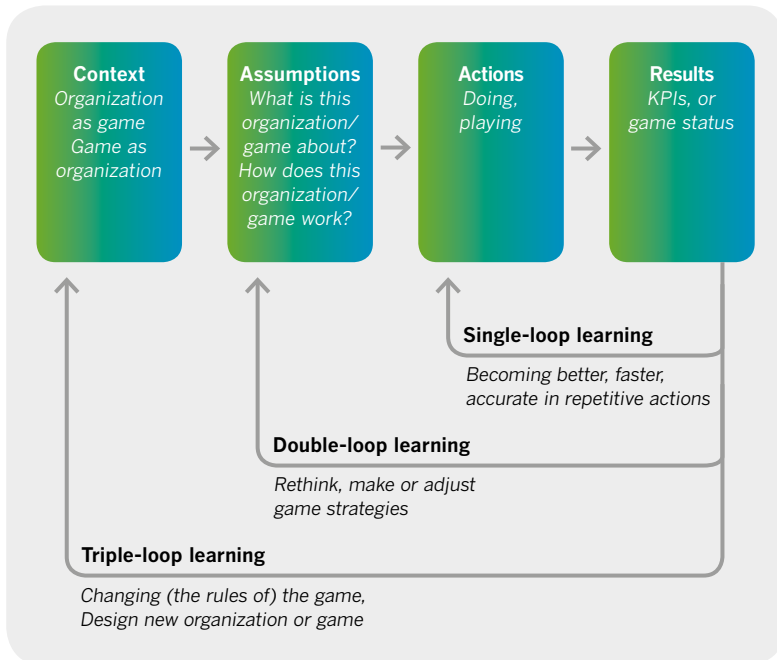 Context
Organization
as game
Game as
organization
Assumptions
What is this
organization/
game about?
How does this
organization/
game work?
Actions
Doing,
playing
Results
KPIs, or
game status
Single-loop learning
Becoming better, faster,
accurate in repetitive actions
Double-loop learning
Rethink, make or adjust
game strategies
Triple-loop learning
Changing (the rules of) the game,
Design new organization or game